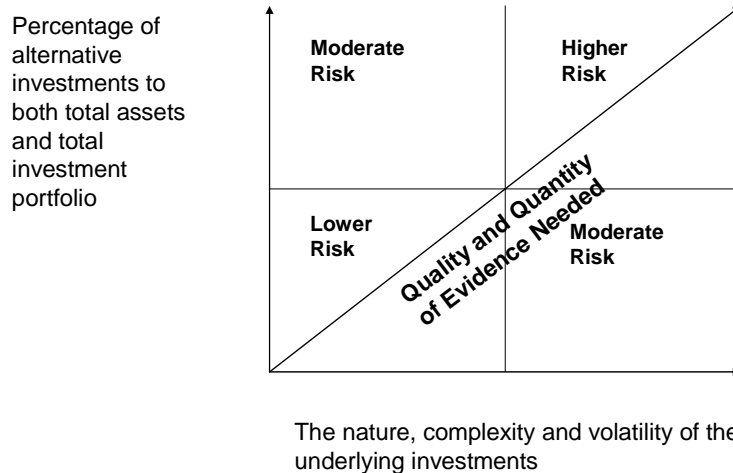 Percentage of
alternative
investments to
both total assets
and total
investment
portfolio
Moderate
Risk
Higher
Risk
Lower
Risk
Quality and Quantity
of Evidence Needed
Moderate
Risk
The nature, complexity and volatility of the
underlying investments